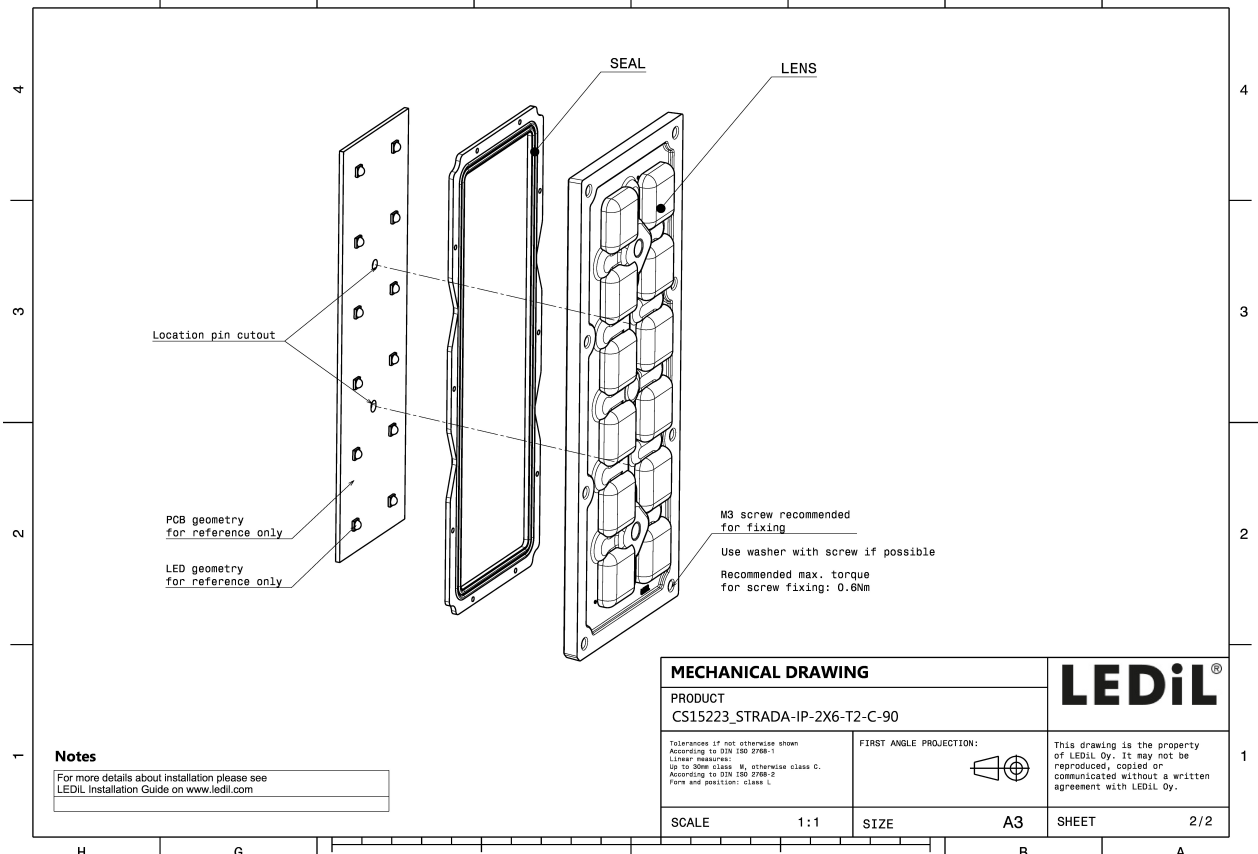 SEAL
LENS
4
4
3
3
Location pin cutout
PCB geometry
for reference only
LED geometry
for reference only
M3 screw recommended
for fixing
Use washer with screw if possible
Recommended max. torque
for screw fixing: 0.6Nm
2
2
MECHANICAL DRAWING
LEDiL®
PRODUCT
CS15223_STRADA-IP-2X6-T2-C-90
Tolerances if not otherwise shown
According to DIN ISO 2768-1
Linear measures:
Up to 30mm class M, otherwise class C.
According to DIN ISO 2768-2
Form and position: class L
FIRST ANGLE PROJECTION:
This drawing is the property
of LEDiL Oy. It may not be
reproduced, copied or
communicated without a written
agreement with LEDiL Oy.
1
1
Notes
For more details about installation please see
LEDiL Installation Guide on www.ledil.com
SCALE 1:1
SIZE A3
SHEET 2/2
H G B A